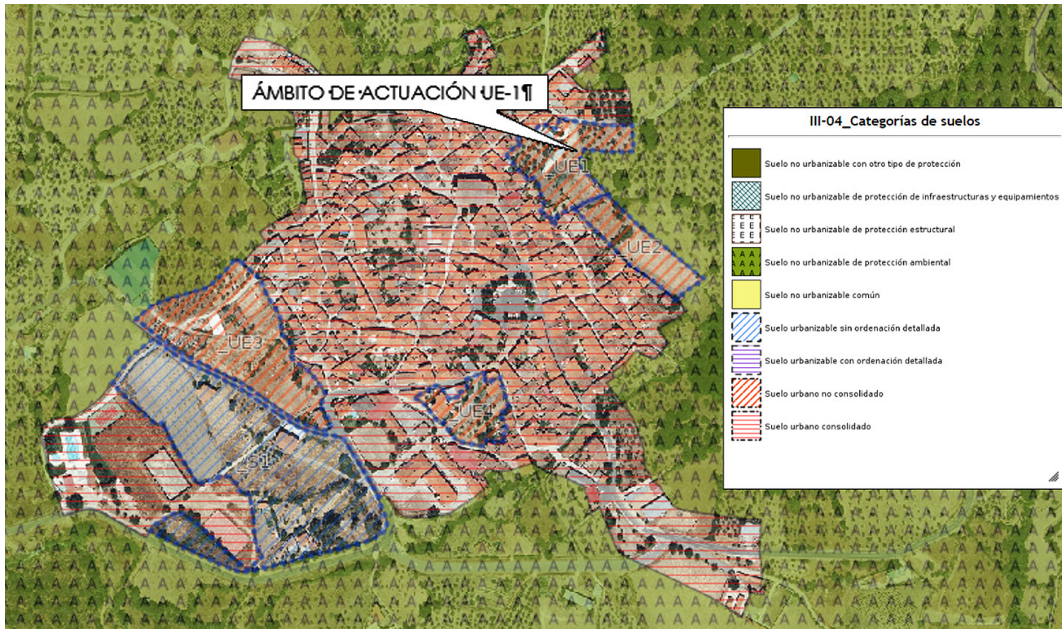 ÁMBITO·DE·ACTUACIÓN·UE-1¶
_UE1
UE2
_UE3
UE4
_S1
III-04_Categorías de suelos
Suelo no urbanizable con otro tipo de protección
Suelo no urbanizable de protección de infraestructuras y equipamientos
Suelo no urbanizable de protección estructural
Suelo no urbanizable de protección ambiental
Suelo no urbanizable común
Suelo urbanizable sin ordenación detallada
Suelo urbanizable con ordenación detallada
Suelo urbano no consolidado
Suelo urbano consolidado